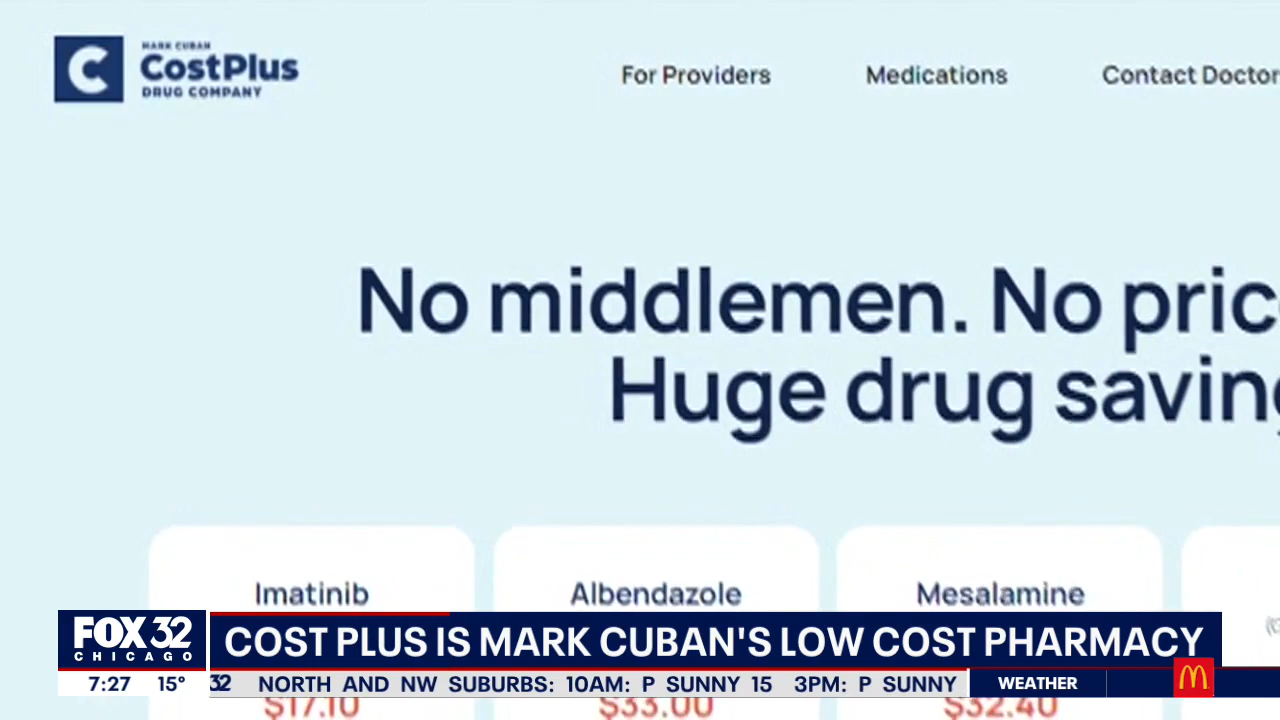 MARK CUBAN
CostPlus
DRUG COMPANY
For Providers
Medications
Contact Doctor
No middlemen. No pric
Huge drug saving
Imatinib
Albendazole
Mesalamine
FOX 32
CHICAGO
COST PLUS IS MARK CUBAN'S LOW COST PHARMACY
7:27 15°
32 NORTH AND NW SUBURBS: 10AM: P SUNNY 15 3PM: P SUNNY
WEATHER
$17.10
$33.00
$32.40